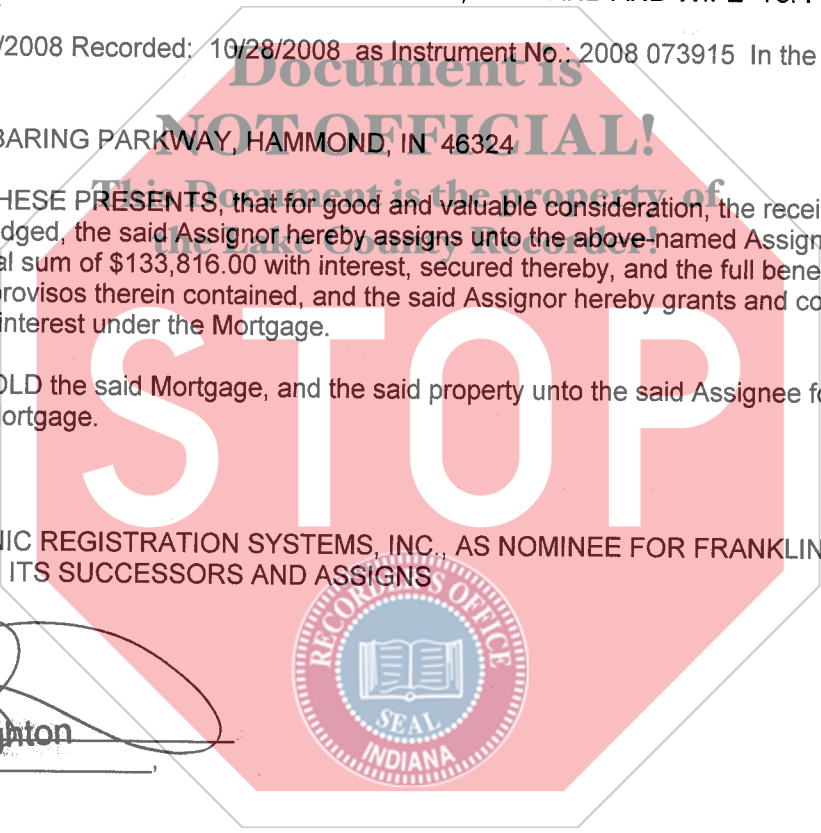 /2008 Recorded: 10/28/2008 as Instrument No.: 2008 073915 In the
Document is
NOT OFFICIAL!
BARING PARKWAY, HAMMOND, IN 46324
This Document is the property of
the Lake County Recorder!
HESE PRESENTS, that for good and valuable consideration, the recei
dged, the said Assignor hereby assigns unto the above-named Assign
al sum of $133,816.00 with interest, secured thereby, and the full bene
rovisos therein contained, and the said Assignor hereby grants and co
interest under the Mortgage.
STOP
OLD the said Mortgage, and the said property unto the said Assignee fo
ortgage.
NIC REGISTRATION SYSTEMS, INC., AS NOMINEE FOR FRANKLIN
ITS SUCCESSORS AND ASSIGNS
RECORDER'S OFFICE
SEAL
INDIANA
hton